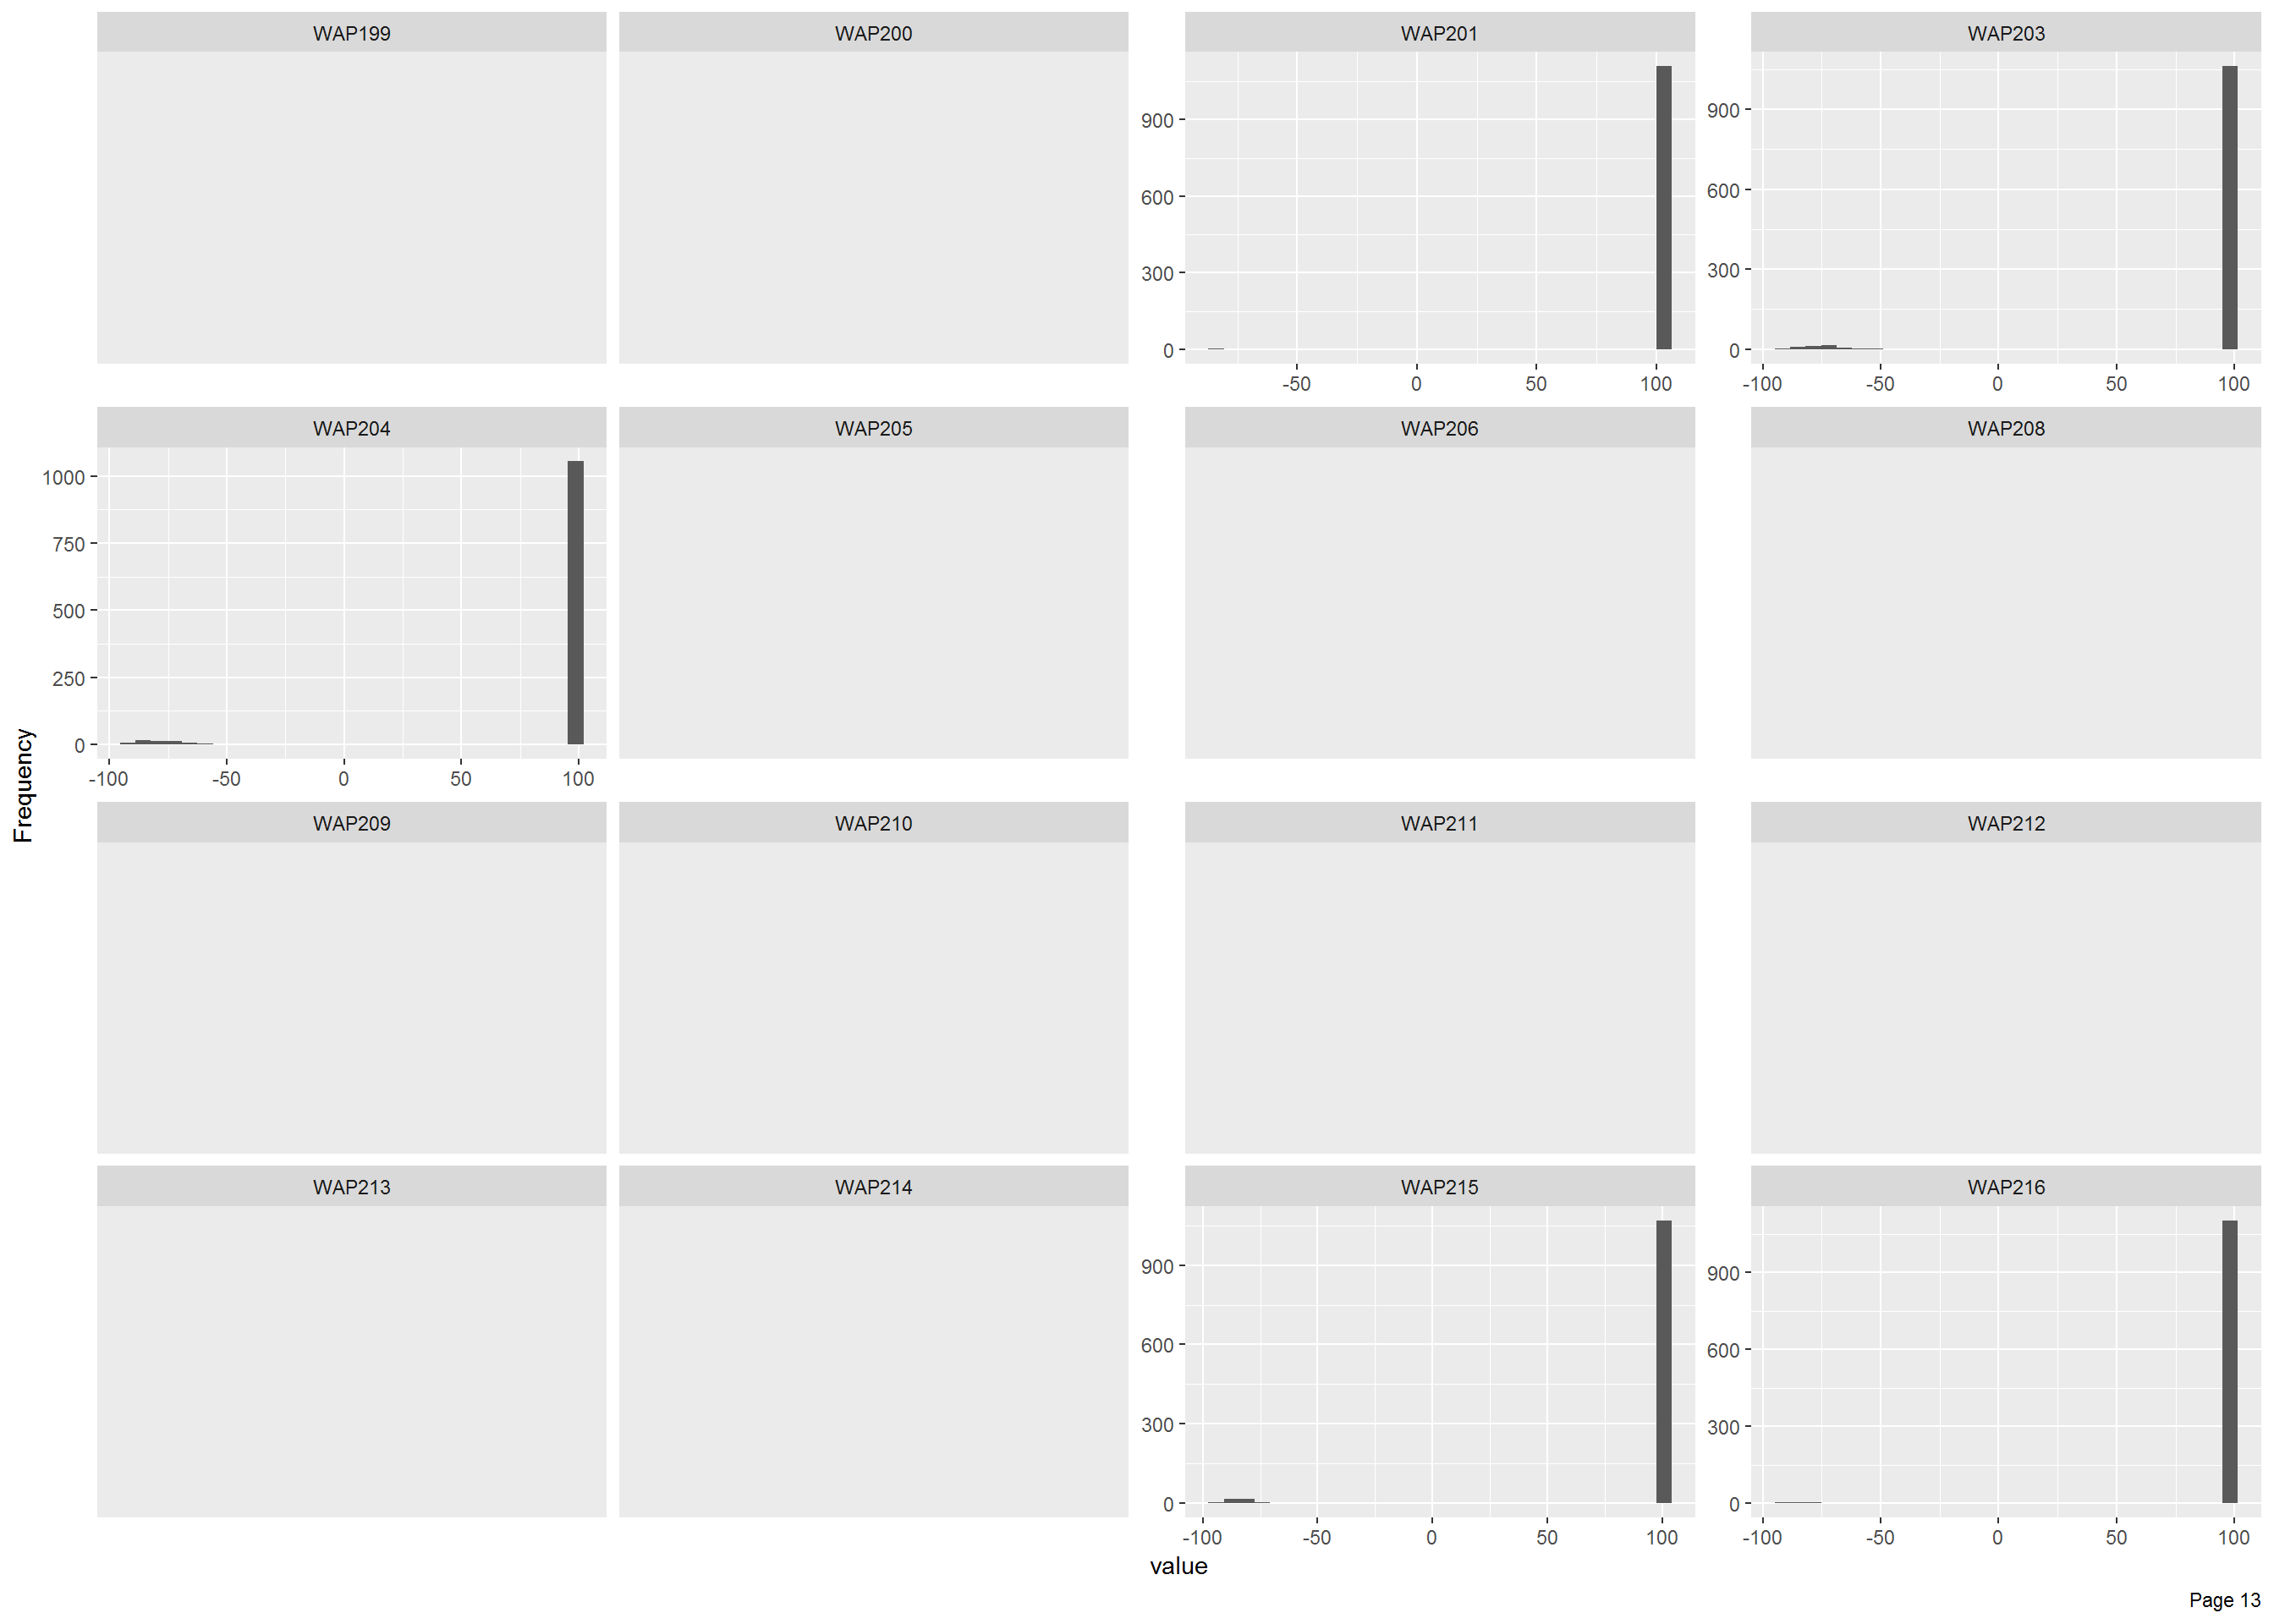 WAP199 WAP200 WAP201 WAP203
900 900
600 600
300 300
0 0
-50 0 50 100 -100 -50 0 50 100
WAP204 WAP205 WAP206 WAP208
1000
750
500
250
0
-100 -50 0 50 100
Frequency
WAP209 WAP210 WAP211 WAP212
WAP213 WAP214 WAP215 WAP216
900 900
600 600
300 300
0 0
-100 -50 0 50 100 -100 -50 0 50 100
value
Page 13